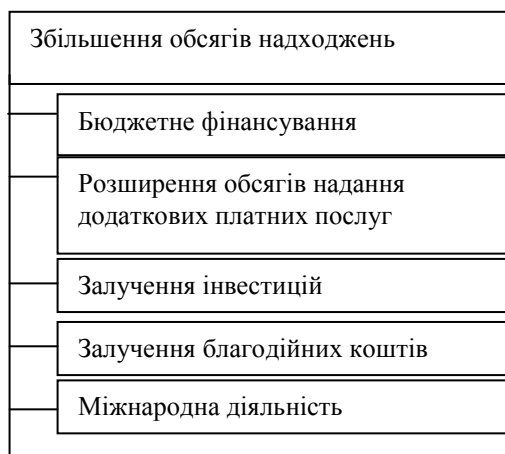 Збільшення обсягів надходжень
Бюджетне фінансування
Розширення обсягів надання
додаткових платних послуг
Залучення інвестицій
Залучення благодійних коштів
Міжнародна діяльність